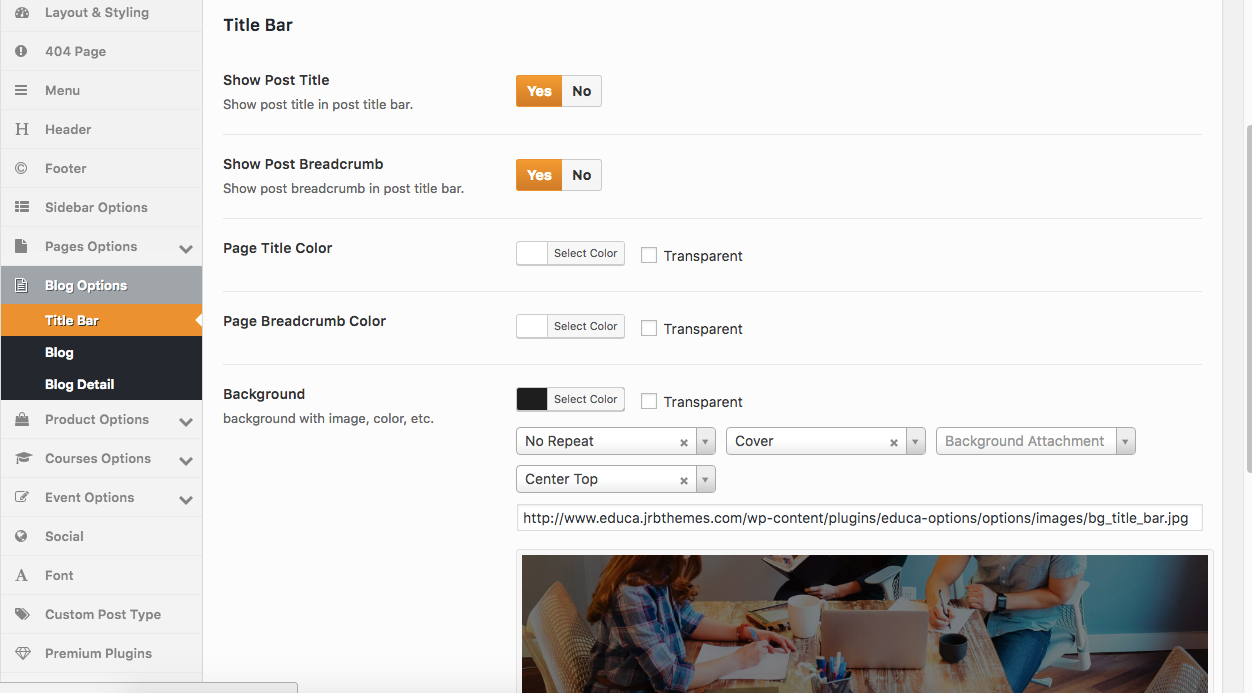 Layout & Styling
404 Page
Menu
Header
Footer
Sidebar Options
Pages Options
Blog Options
Title Bar
Blog
Blog Detail
Product Options
Courses Options
Event Options
Social
Font
Custom Post Type
Premium Plugins
Title Bar
Show Post Title
Show post title in post title bar.
Yes No
Show Post Breadcrumb
Show post breadcrumb in post title bar.
Yes No
Page Title Color
Select Color Transparent
Page Breadcrumb Color
Select Color Transparent
Background
background with image, color, etc.
Select Color Transparent
No Repeat × Cover × Background Attachment
Center Top ×
http://www.educa.jrbthemes.com/wp-content/plugins/educa-options/options/images/bg_title_bar.jpg